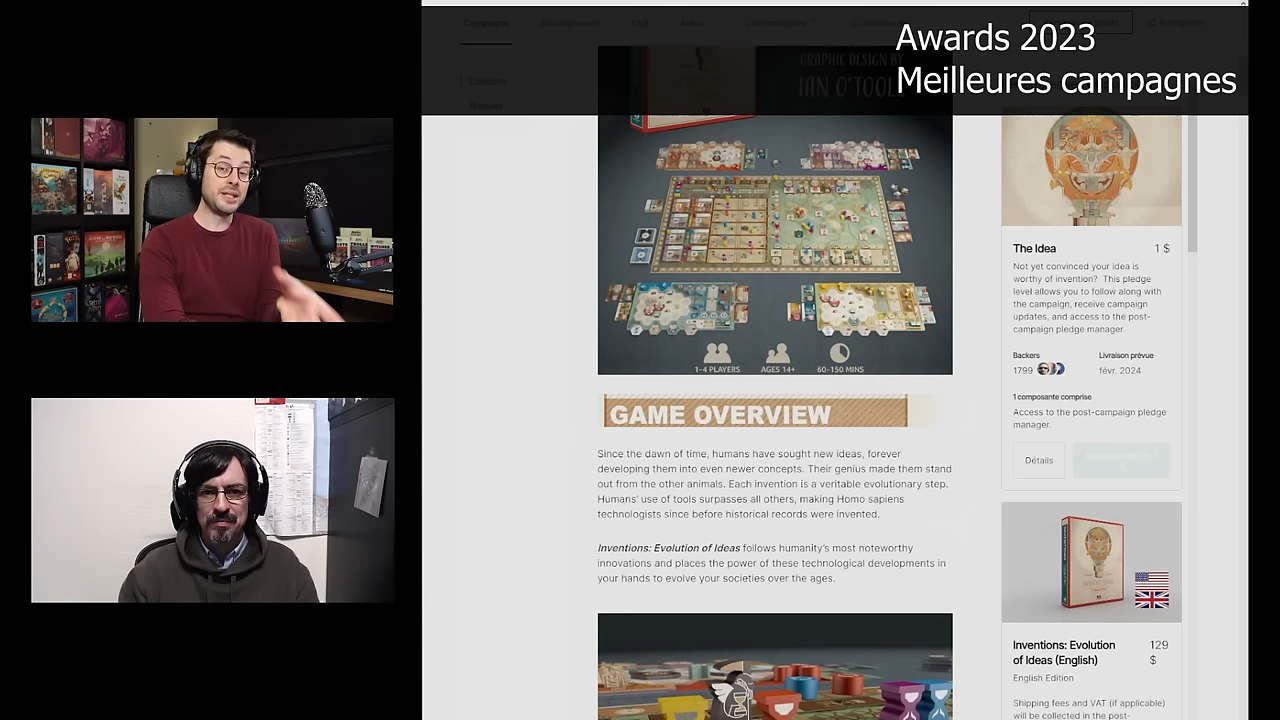 Awards 2023
Meilleures campagnes
Campagne
FAQ
L'histoire
Risques
GRAPHIC DESIGN BY
IAN O'TOOLE
1-4 PLAYERS
AGES 14+
60-150 MINS
GAME OVERVIEW
Since the dawn of time, humans have sought new ideas, forever
developing them into even newer concepts. Their genius made them stand
out from the other animals. Each invention is a veritable evolutionary step.
Humans' use of tools surpasses all others, making Homo sapiens
technologists since before historical records were invented.
Inventions: Evolution of Ideas follows humanity's most noteworthy
innovations and places the power of these technological developments in
your hands to evolve your societies over the ages.
The Idea 1 $
Not yet convinced your idea is
worthy of invention? This pledge
level allows you to follow along with
the campaign, receive campaign
updates, and access to the post-
campaign pledge manager.
Backers Livraison prévue
1799 févr. 2024
1 composante comprise
Access to the post-campaign pledge
manager.
Détails
Inventions: Evolution 129
of Ideas (English) $
English Edition
Shipping fees and VAT (if applicable)
will be collected in the post-